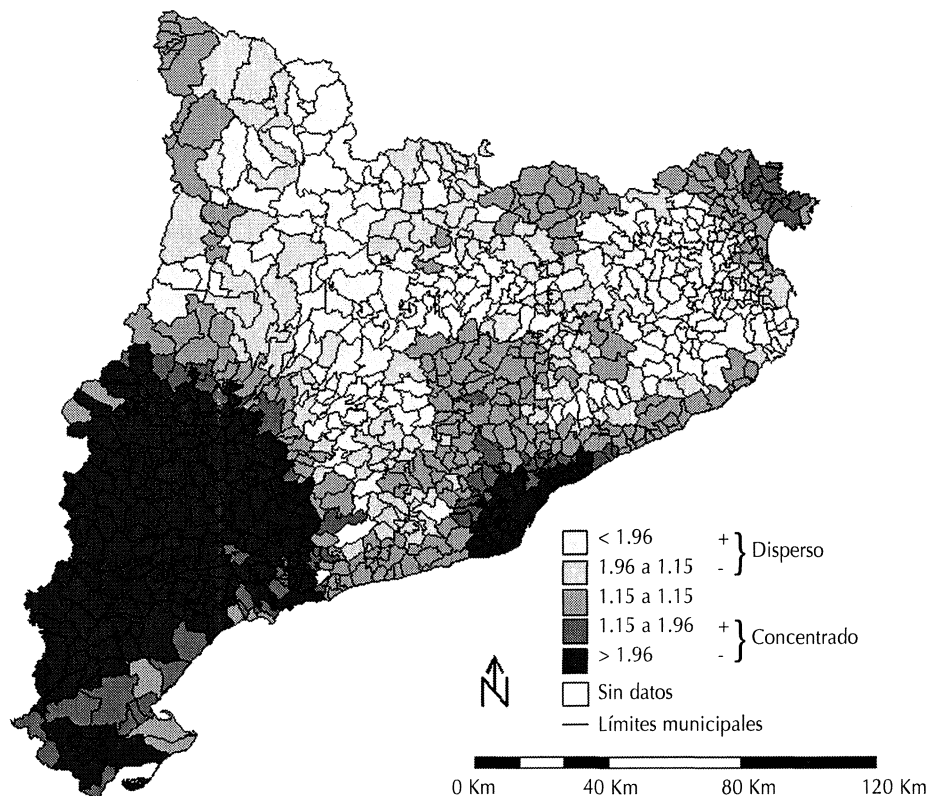 < 1.96 +
1.96 a 1.15 -
} Disperso
1.15 a 1.15
1.15 a 1.96 +
> 1.96 -
} Concentrado
Sin datos
Límites municipales
N
0 Km 40 Km 80 Km 120 Km